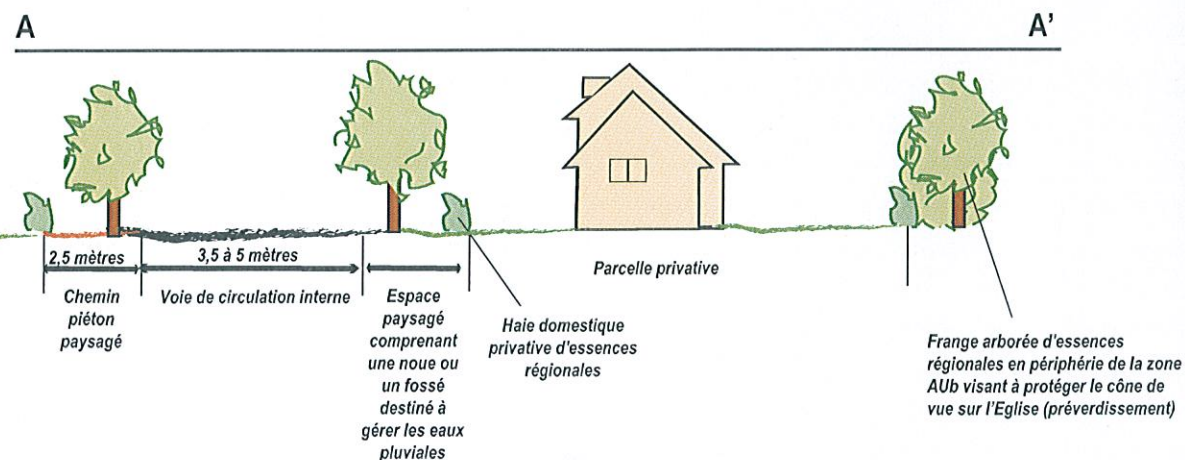 A
A'
2,5 mètres
3,5 à 5 mètres
Chemin
piéton
paysagé
Voie de circulation interne
Espace
paysagé
comprenant
une noue ou
un fossé
destiné à
gérer les eaux
pluviales
Haie domestique
privative d'essences
régionales
Parcelle privative
Frange arborée d'essences
régionales en périphérie de la zone
AUb visant à protéger le cône de
vue sur l'Eglise (préverdissement)